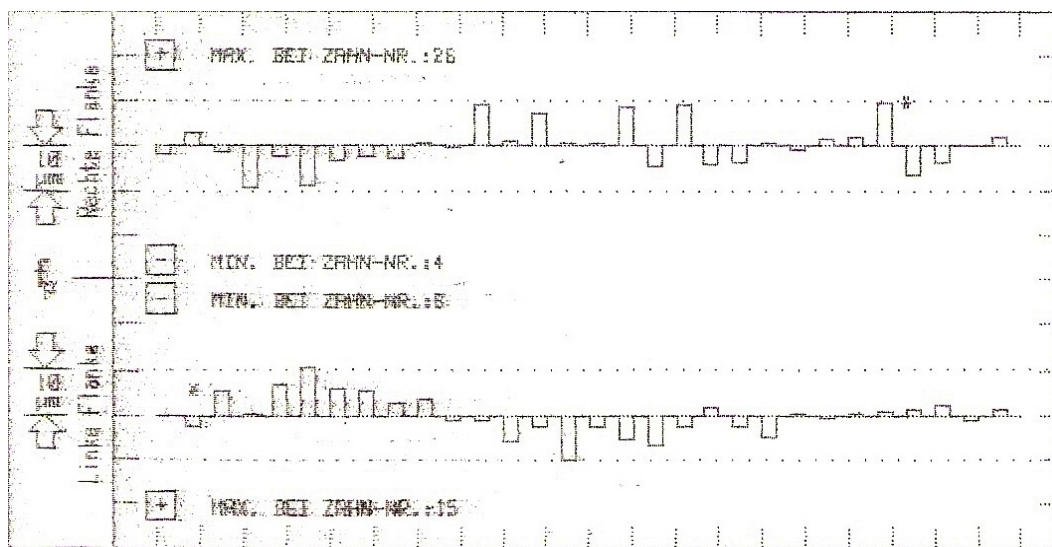 MAX. BEI ZAHN-NR.:26
Rechte Flanke
MIN. BEI ZAHN-NR.:4
MIN. BEI ZAHN-NR.:6
Linke Flanke
MAX. BEI ZAHN-NR.:15